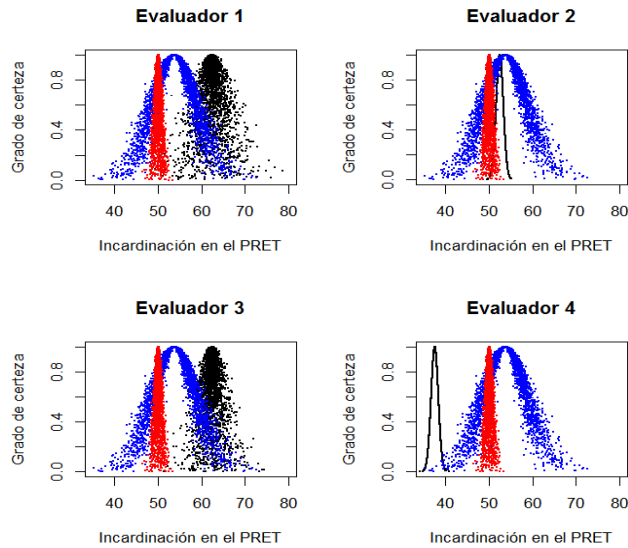 Evaluador 1
Grado de certeza
0.0 0.4 0.8
40 50 60 70 80
Incardinación en el PRET
Evaluador 2
Grado de certeza
0.0 0.4 0.8
40 50 60 70 80
Incardinación en el PRET
Evaluador 3
Grado de certeza
0.0 0.4 0.8
40 50 60 70 80
Incardinación en el PRET
Evaluador 4
Grado de certeza
0.0 0.4 0.8
40 50 60 70 80
Incardinación en el PRET